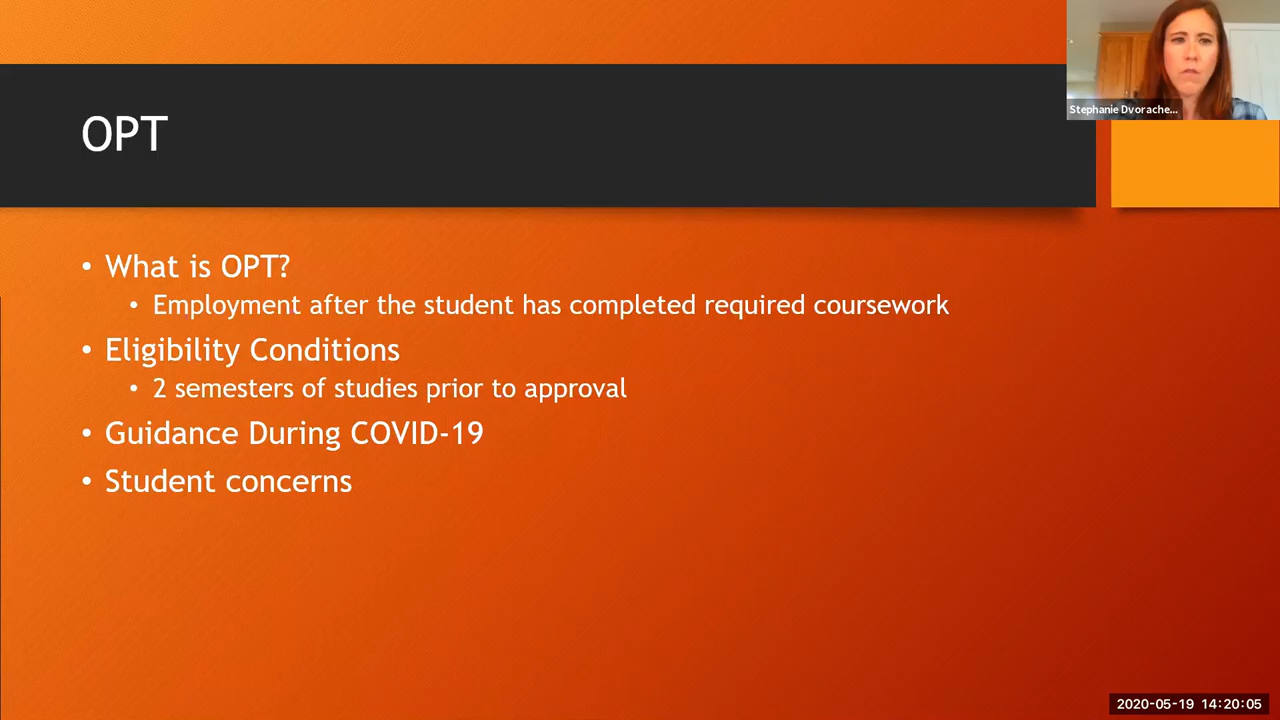 Stephanie Dvorache...
OPT
• What is OPT?
• Employment after the student has completed required coursework
• Eligibility Conditions
• 2 semesters of studies prior to approval
• Guidance During COVID-19
• Student concerns
2020-05-19 14:20:05